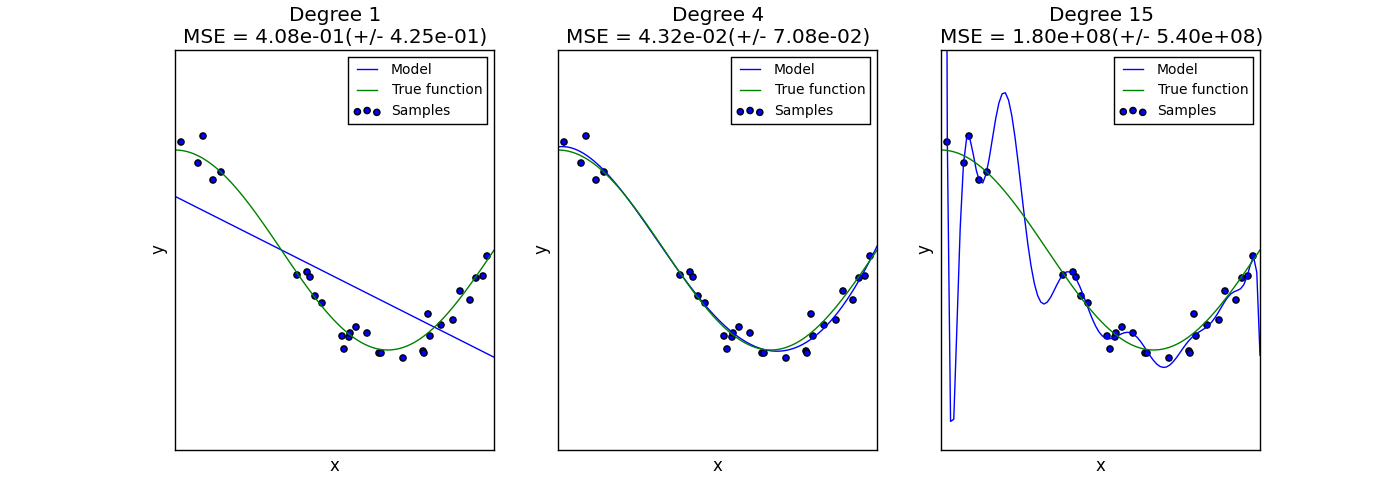 Degree 1
MSE = 4.08e-01(+/- 4.25e-01)
Model
True function
Samples
y
x
Degree 4
MSE = 4.32e-02(+/- 7.08e-02)
Model
True function
Samples
y
x
Degree 15
MSE = 1.80e+08(+/- 5.40e+08)
Model
True function
Samples
y
x